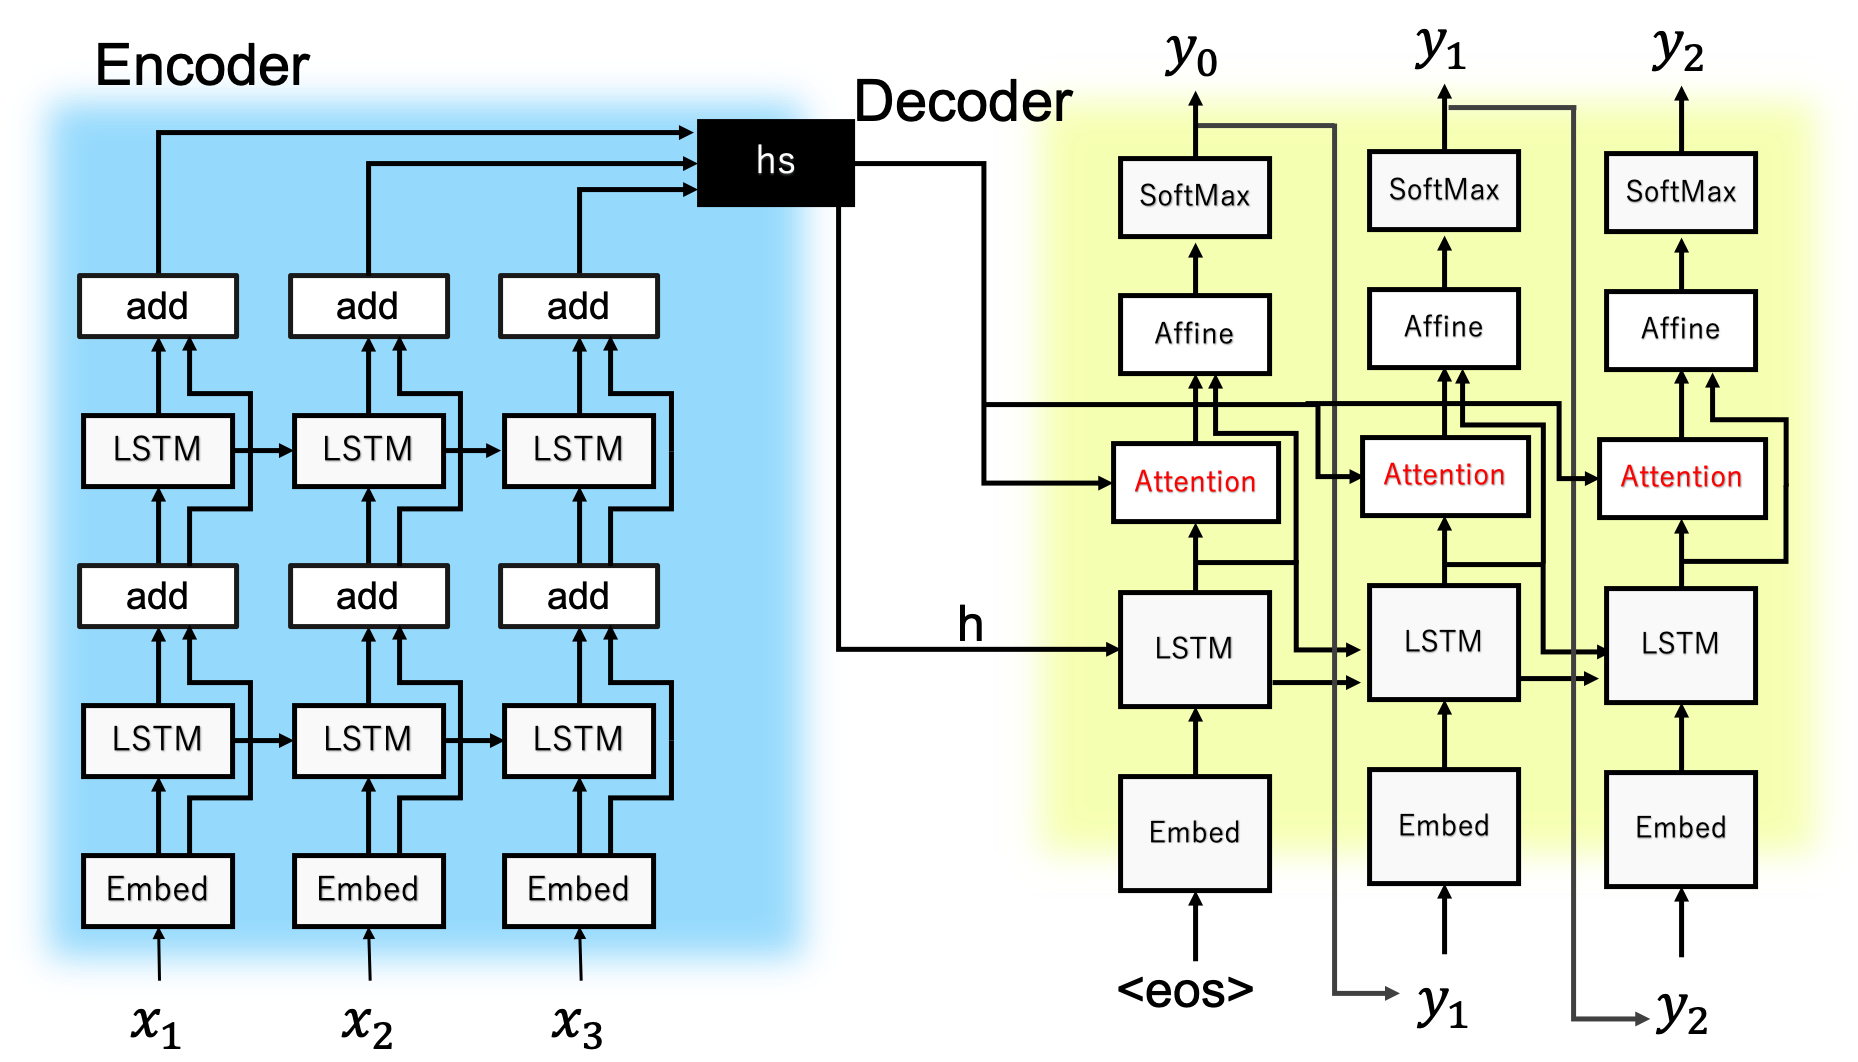 Encoder
hs
add add add
LSTM LSTM LSTM
add add add
LSTM LSTM LSTM
Embed Embed Embed
x₁ x₂ x₃
Decoder
y₀ y₁ y₂
SoftMax SoftMax SoftMax
Affine Affine Affine
Attention Attention Attention
h
LSTM LSTM LSTM
Embed Embed Embed
<eos> y₁ y₂